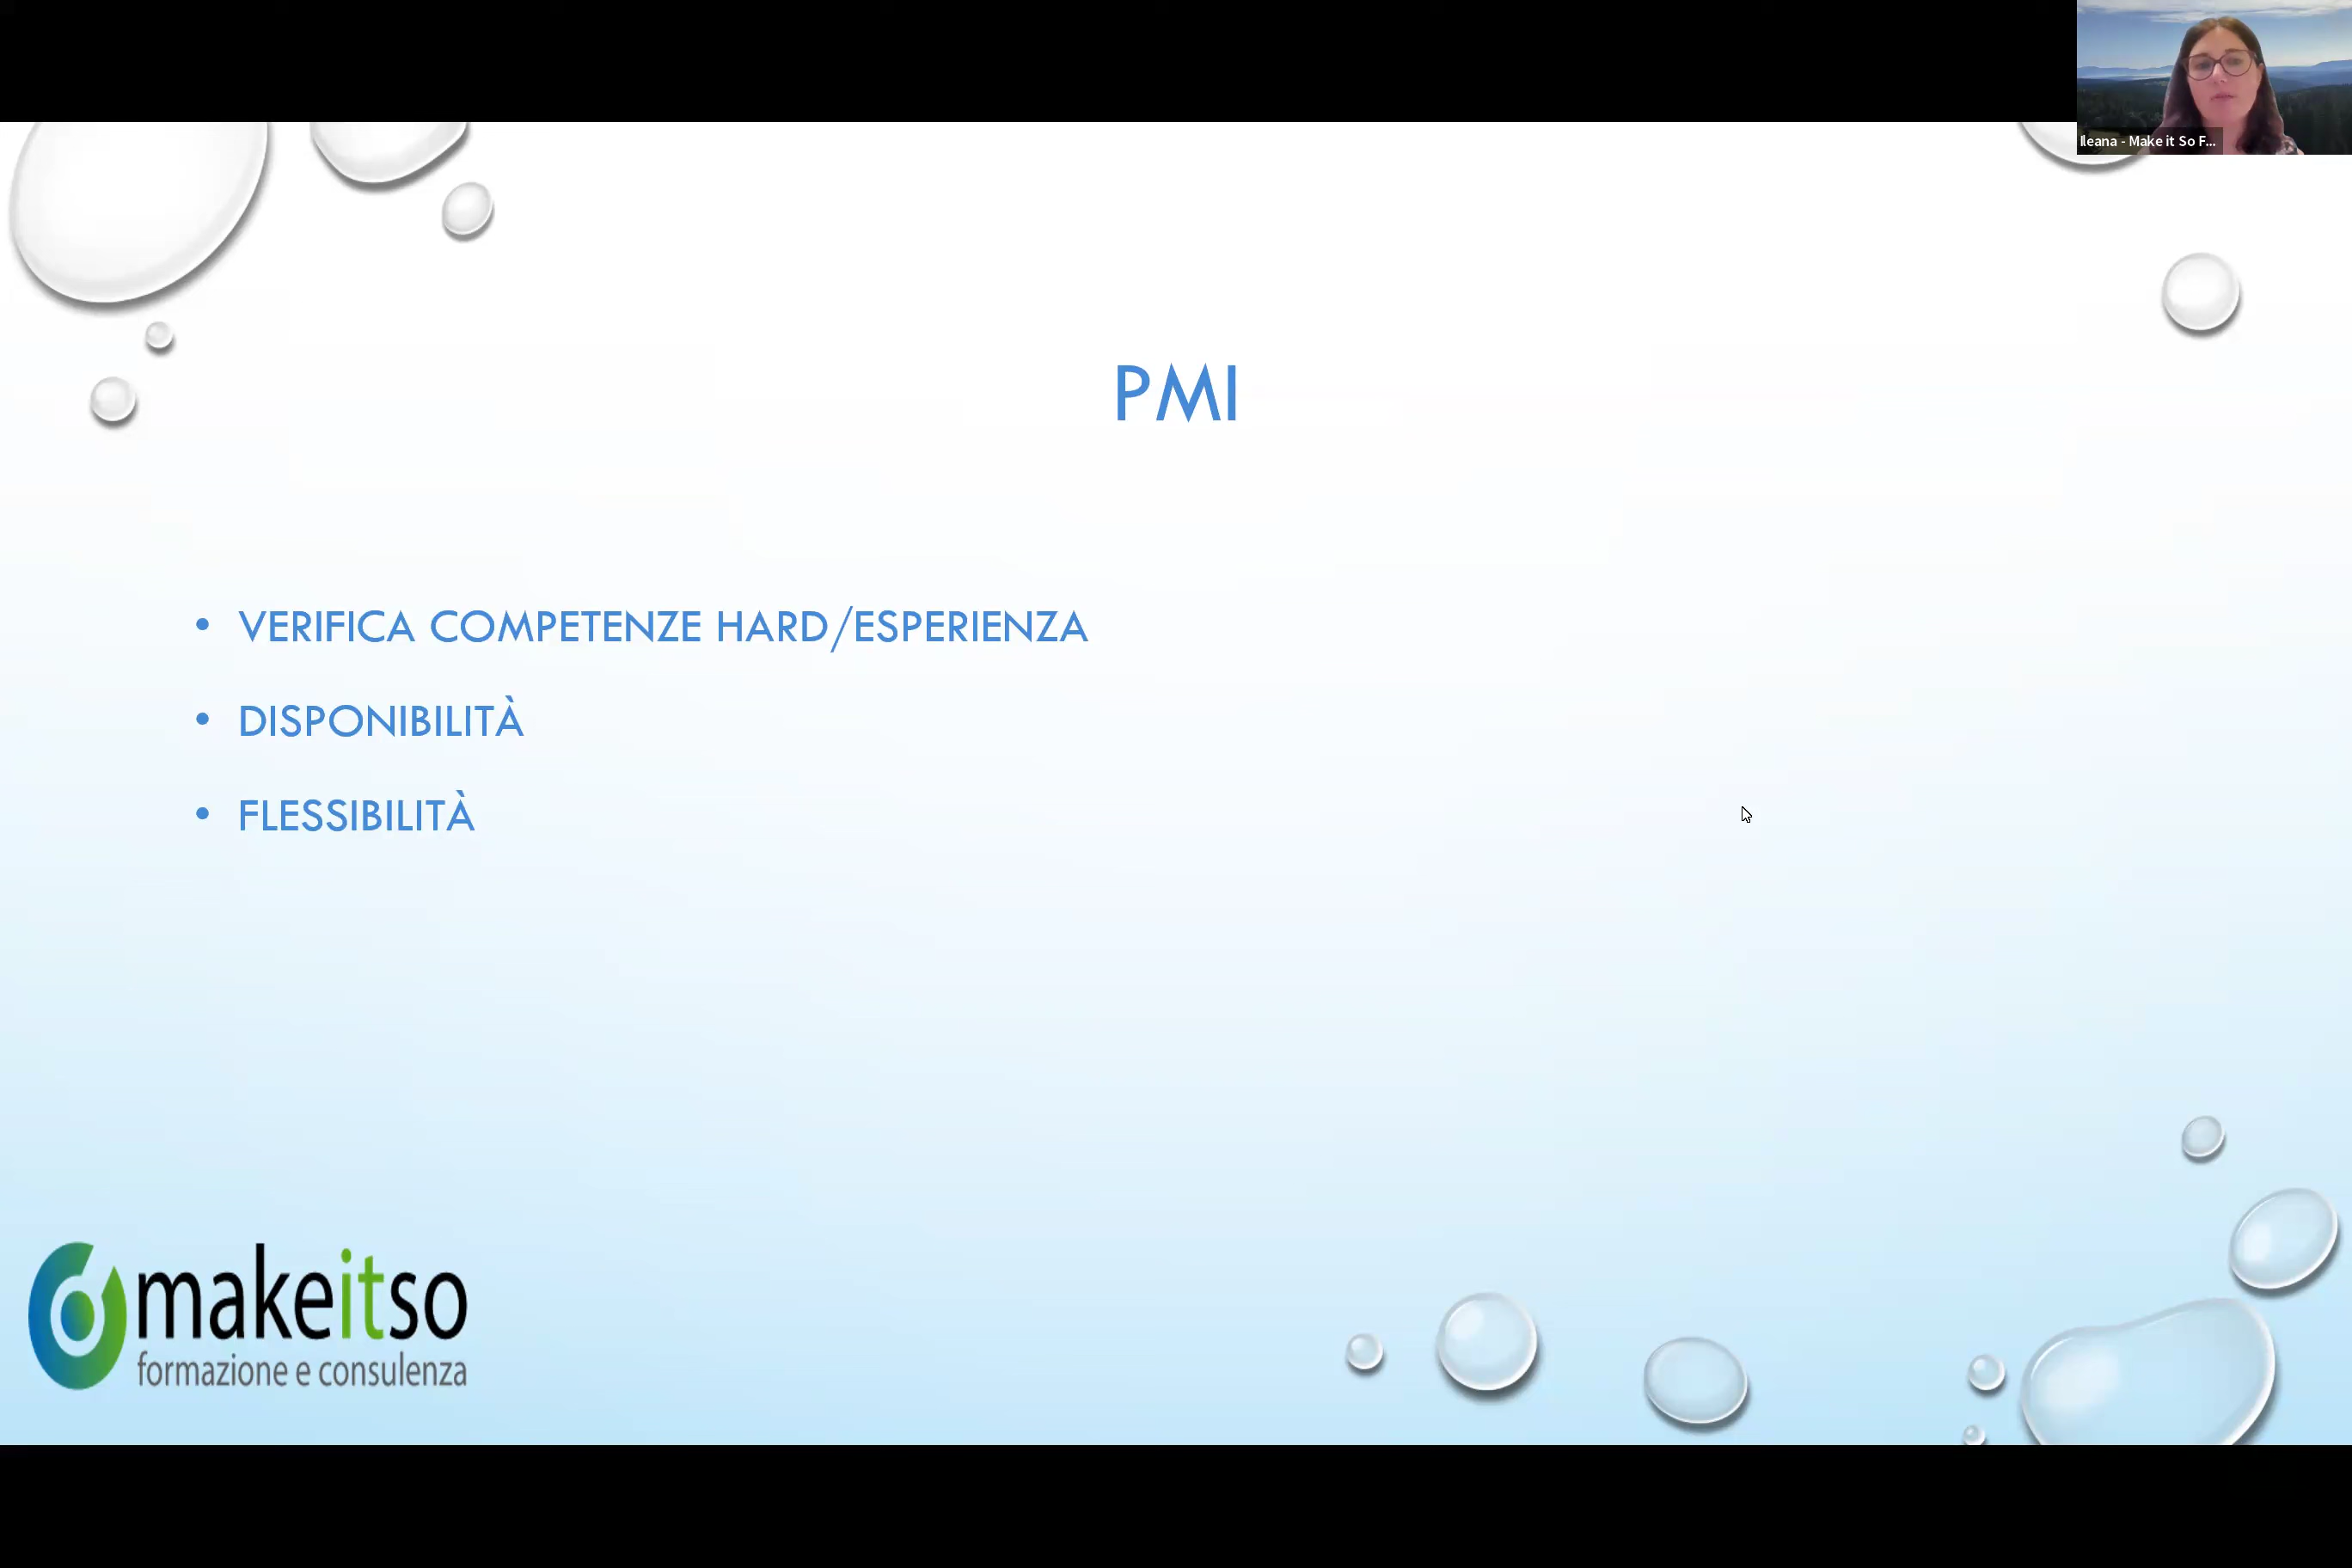 Ileana - Make it So F...
PMI
• VERIFICA COMPETENZE HARD/ESPERIENZA
• DISPONIBILITÀ
• FLESSIBILITÀ
makeitso
formazione e consulenza